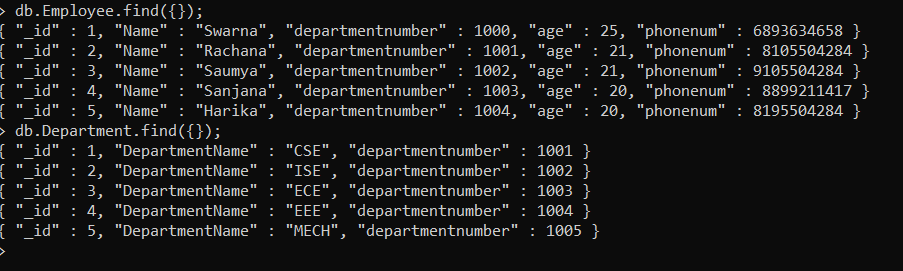 > db.Employee.find({});
{ "_id" : 1, "Name" : "Swarna", "departmentnumber" : 1000, "age" : 25, "phonenum" : 6893634658 }
{ "_id" : 2, "Name" : "Rachana", "departmentnumber" : 1001, "age" : 21, "phonenum" : 8105504284 }
{ "_id" : 3, "Name" : "Saumya", "departmentnumber" : 1002, "age" : 21, "phonenum" : 9105504284 }
{ "_id" : 4, "Name" : "Sanjana", "departmentnumber" : 1003, "age" : 20, "phonenum" : 8899211417 }
{ "_id" : 5, "Name" : "Harika", "departmentnumber" : 1004, "age" : 20, "phonenum" : 8195504284 }
> db.Department.find({});
{ "_id" : 1, "DepartmentName" : "CSE", "departmentnumber" : 1001 }
{ "_id" : 2, "DepartmentName" : "ISE", "departmentnumber" : 1002 }
{ "_id" : 3, "DepartmentName" : "ECE", "departmentnumber" : 1003 }
{ "_id" : 4, "DepartmentName" : "EEE", "departmentnumber" : 1004 }
{ "_id" : 5, "DepartmentName" : "MECH", "departmentnumber" : 1005 }
>